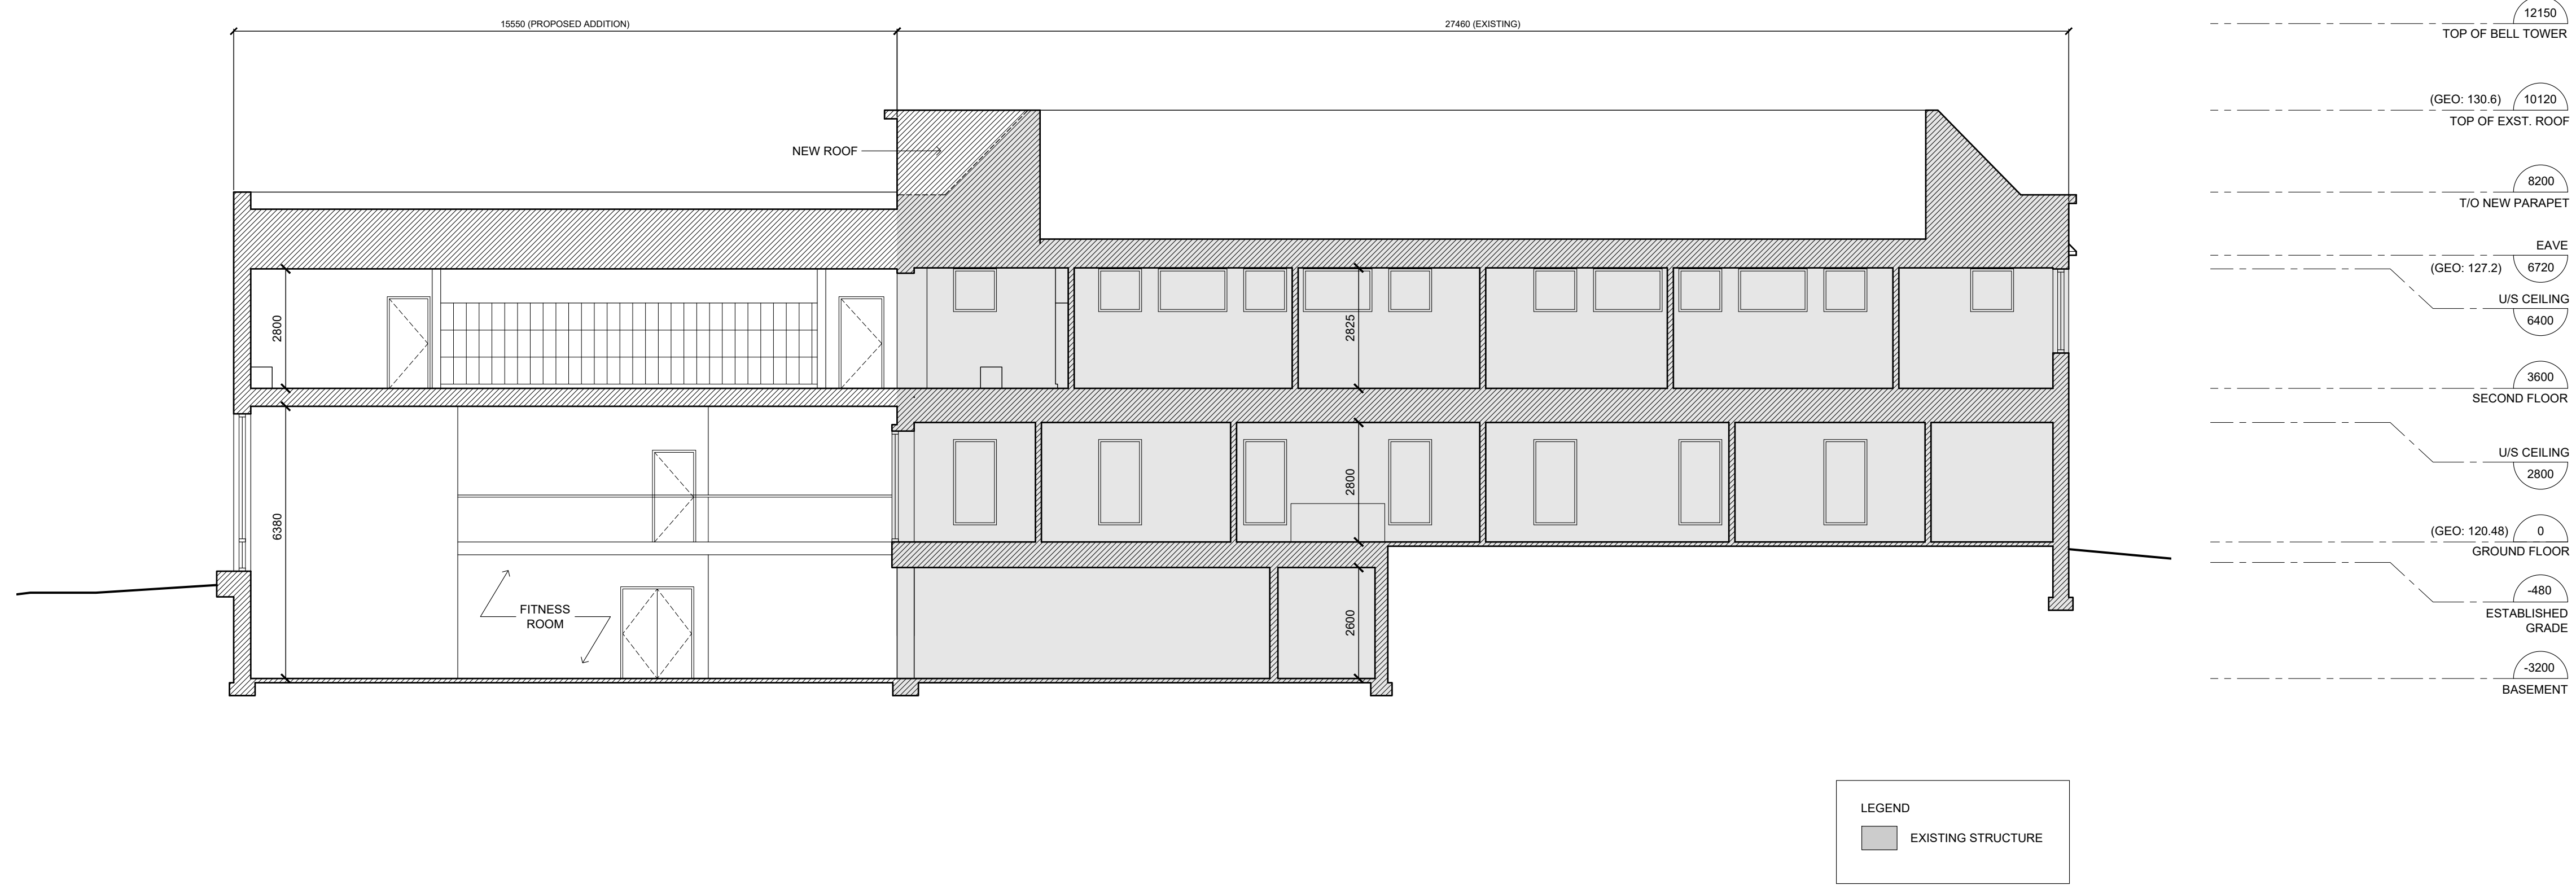 15550 (PROPOSED ADDITION)
27460 (EXISTING)
12150
TOP OF BELL TOWER
(GEO: 130.6)
10120
TOP OF EXST. ROOF
NEW ROOF
8200
T/O NEW PARAPET
EAVE
(GEO: 127.2)
6720
U/S CEILING
6400
2800
2825
3600
SECOND FLOOR
U/S CEILING
2800
6380
2800
(GEO: 120.48)
0
GROUND FLOOR
-480
ESTABLISHED
GRADE
FITNESS
ROOM
2600
-3200
BASEMENT
LEGEND
EXISTING STRUCTURE